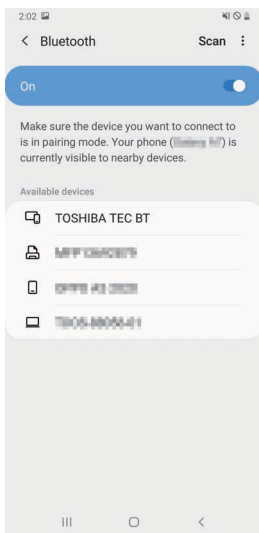 2:02
Bluetooth
Scan
On
Make sure the device you want to connect to
is in pairing mode. Your phone ( ) is
currently visible to nearby devices.
Available devices
TOSHIBA TEC BT